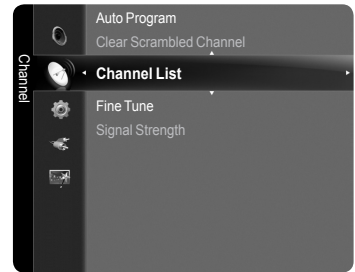 Channel
Auto Program
Clear Scrambled Channel
Channel List
Fine Tune
Signal Strength